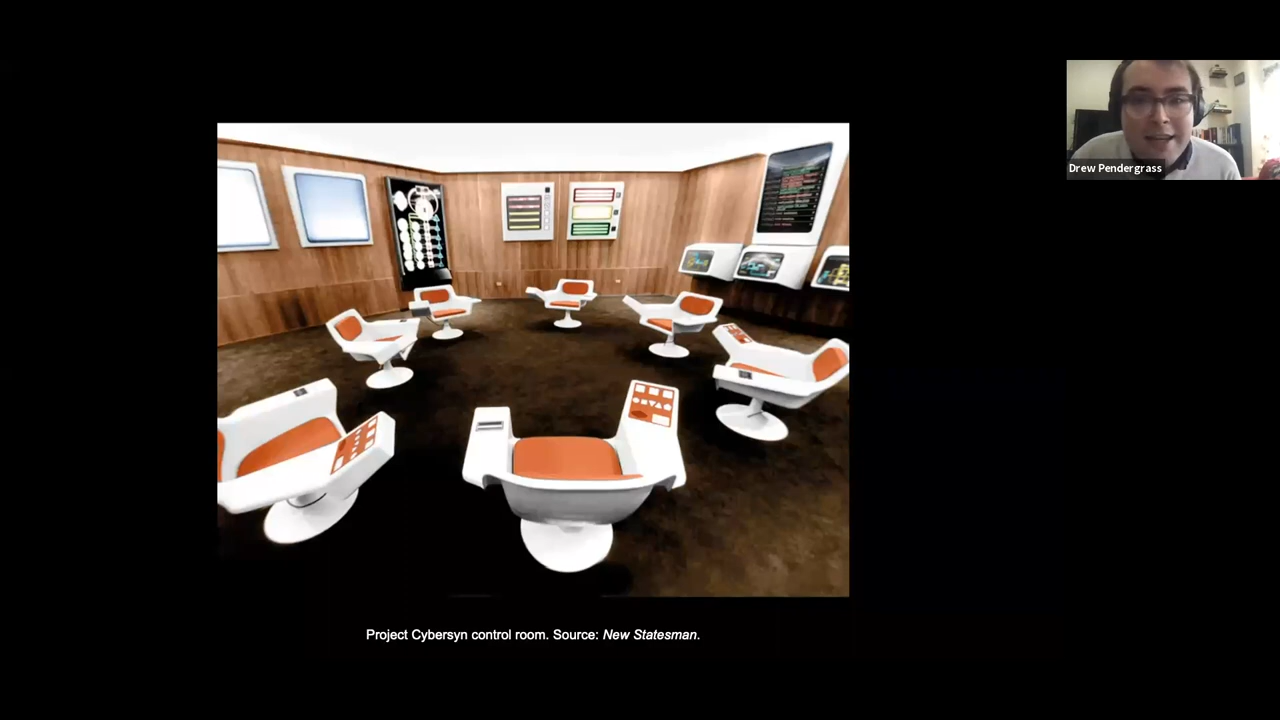 Drew Pendergrass
Project Cybersyn control room. Source: New Statesman.